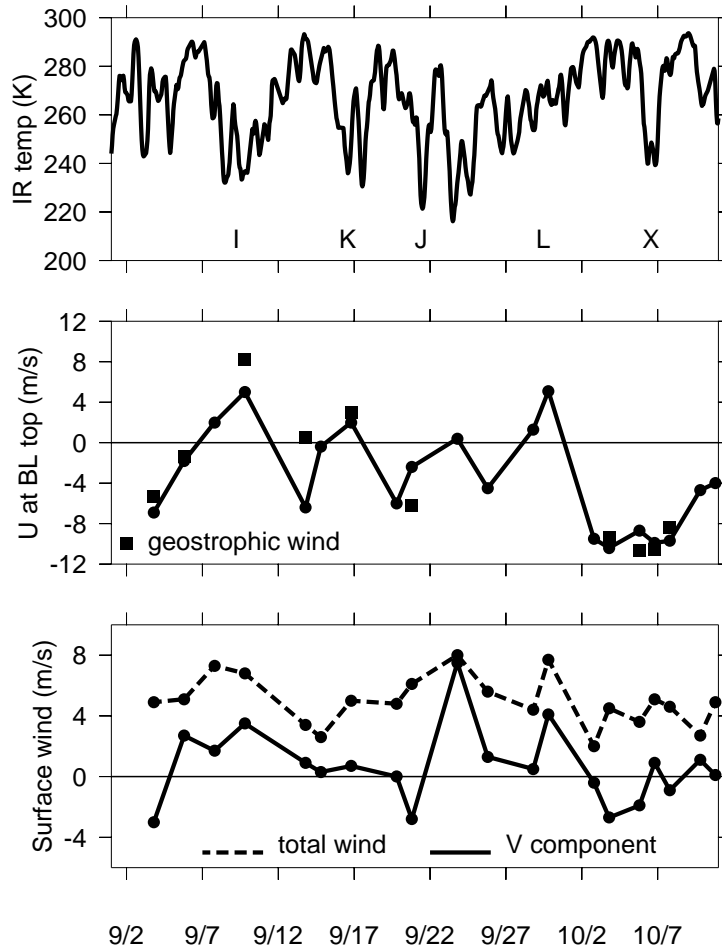 300
280
260
240
220
200
IR temp (K)
I K J L X
12
8
4
0
-4
-8
-12
U at BL top (m/s)
geostrophic wind
8
4
0
-4
Surface wind (m/s)
total wind V component
9/2 9/7 9/12 9/17 9/22 9/27 10/2 10/7